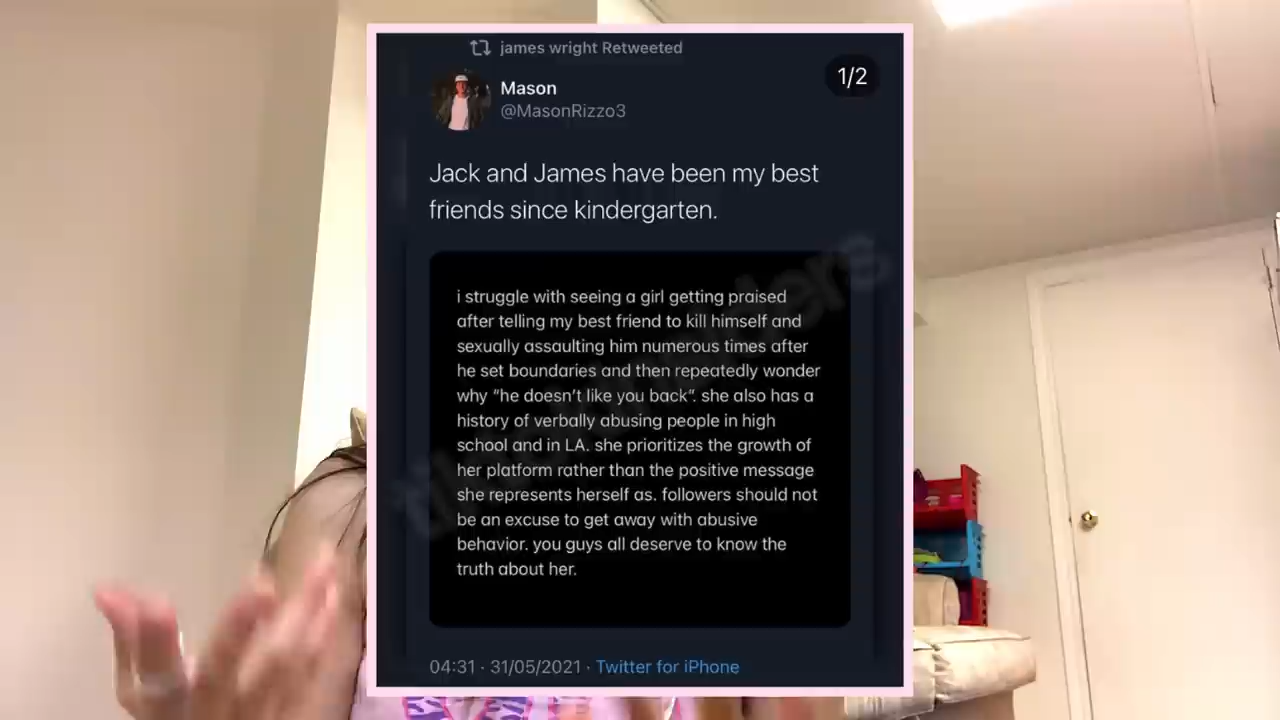 james wright Retweeted
1/2
Mason
@MasonRizzo3
Jack and James have been my best
friends since kindergarten.
i struggle with seeing a girl getting praised
after telling my best friend to kill himself and
sexually assaulting him numerous times after
he set boundaries and then repeatedly wonder
why “he doesn’t like you back“. she also has a
history of verbally abusing people in high
school and in LA. she prioritizes the growth of
her platform rather than the positive message
she represents herself as. followers should not
be an excuse to get away with abusive
behavior. you guys all deserve to know the
truth about her.
04:31 · 31/05/2021 · Twitter for iPhone